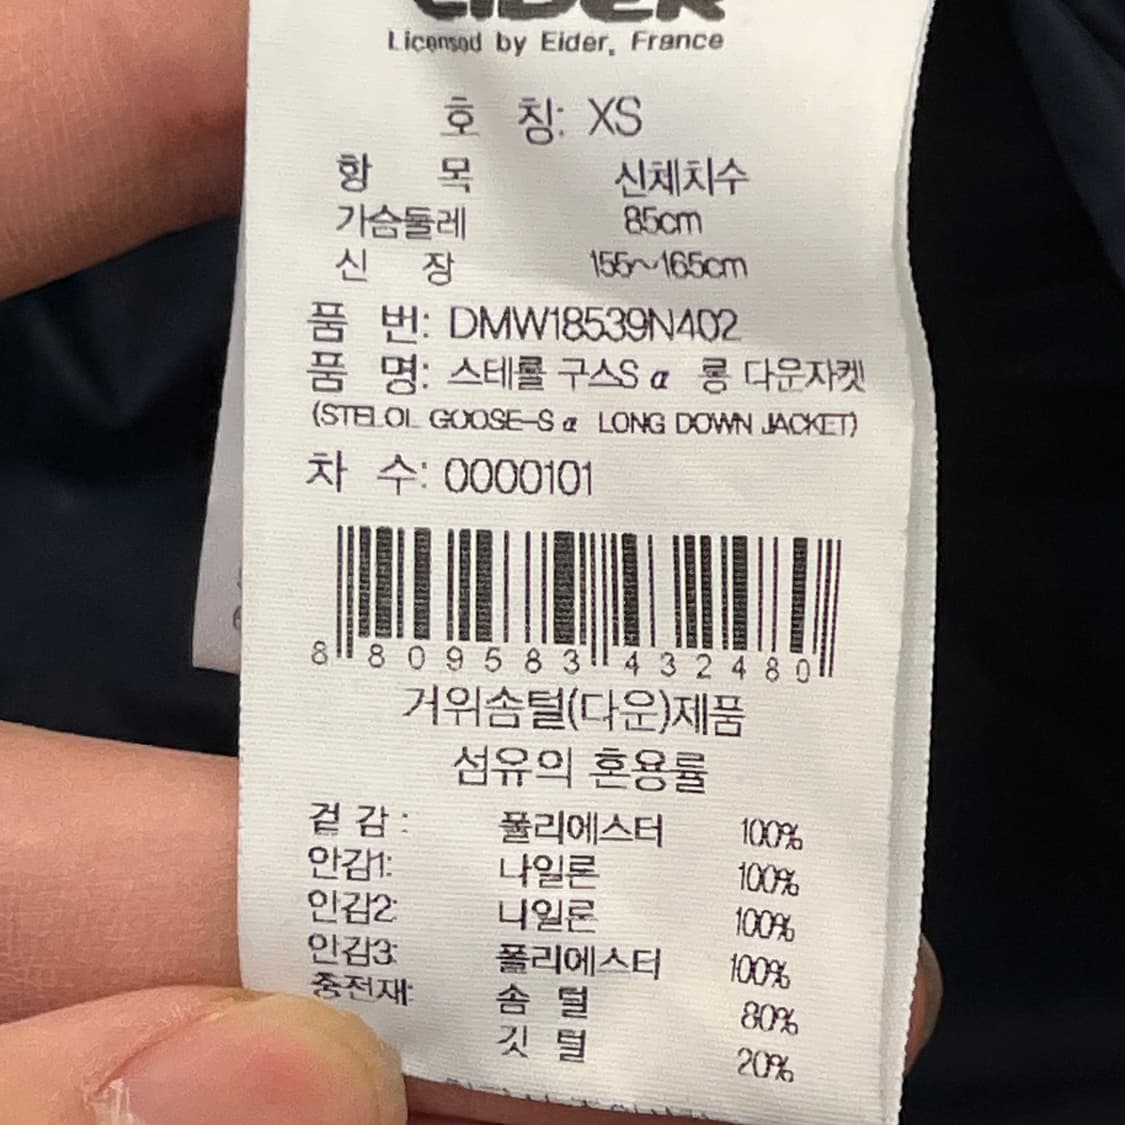 EIDER
Licensed by Eider, France
호 칭: XS
항 목 신체치수
가슴둘레 85cm
신 장 155~165cm
품 번: DMW18539N402
품 명: 스테롤 구스S α 롱 다운자켓
(STELOL GOOSE-S α LONG DOWN JACKET)
차 수: 0000101
8 809583 432480
거위솜털(다운)제품
섬유의 혼용률
겉 감 : 폴리에스터 100%
안감1: 나일론 100%
안감2: 나일론 100%
안감3: 폴리에스터 100%
충전재: 솜 털 80%
깃 털 20%